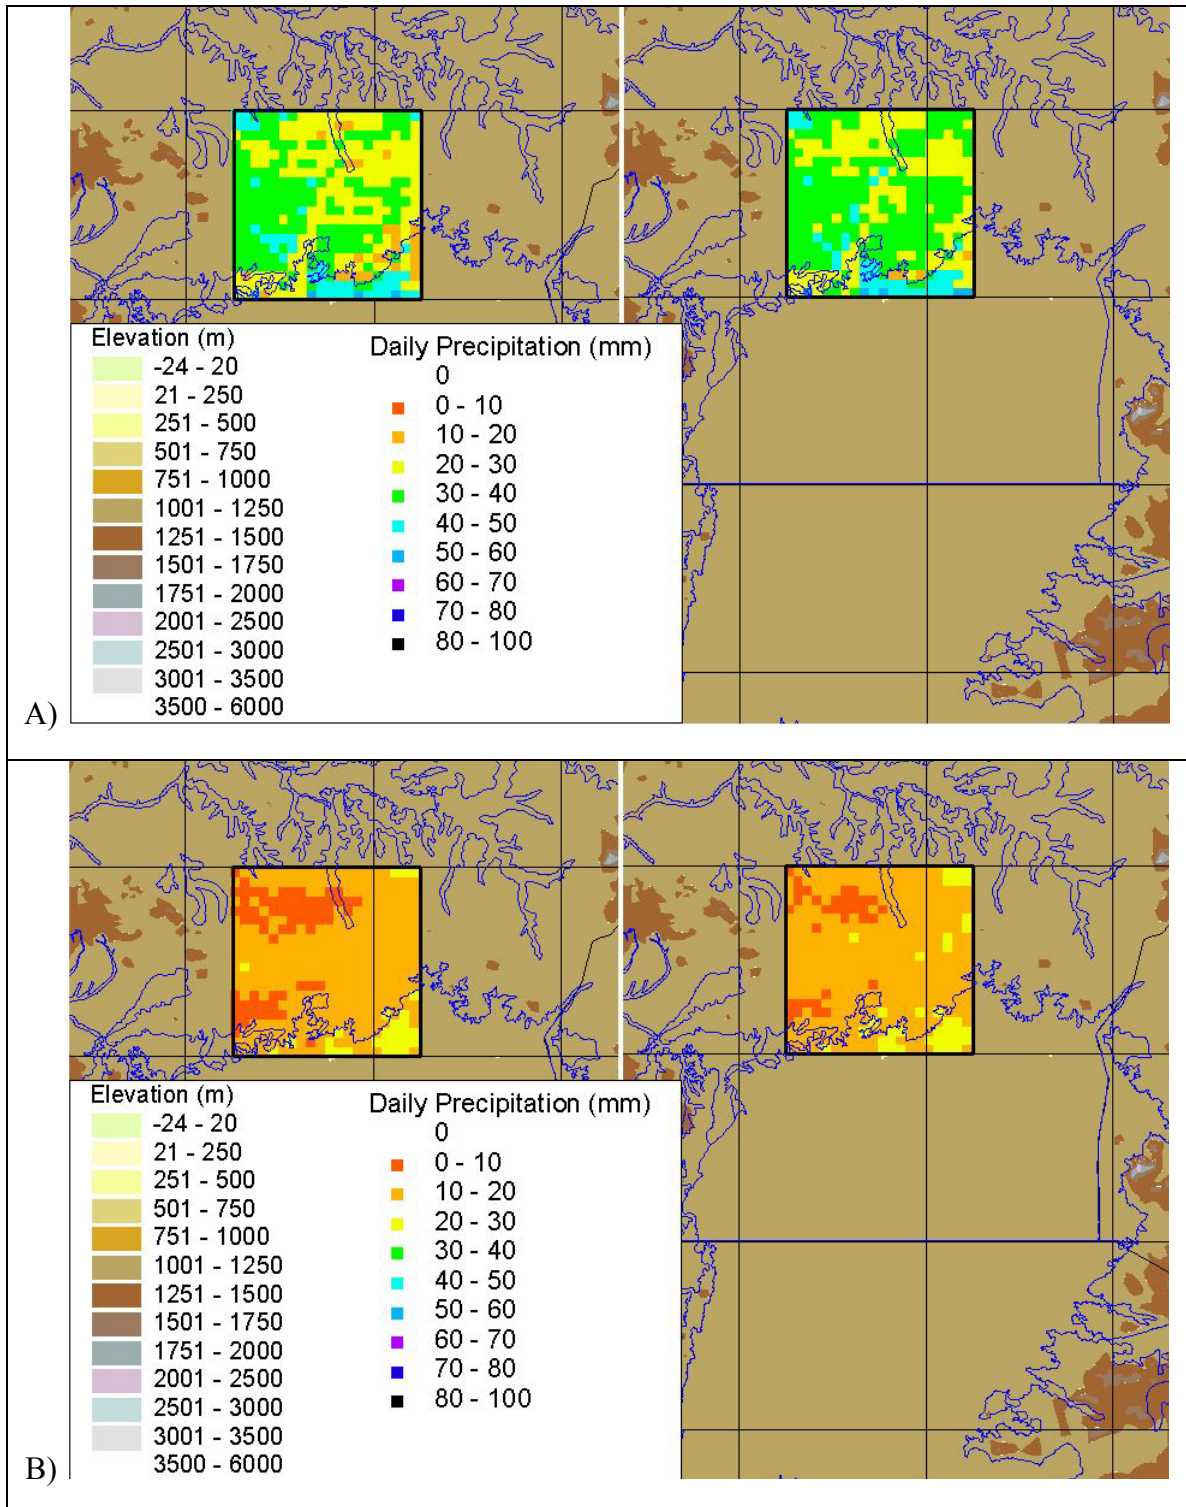 Elevation (m)
-24 - 20
21 - 250
251 - 500
501 - 750
751 - 1000
1001 - 1250
1251 - 1500
1501 - 1750
1751 - 2000
2001 - 2500
2501 - 3000
3001 - 3500
3500 - 6000
Daily Precipitation (mm)
0
0 - 10
10 - 20
20 - 30
30 - 40
40 - 50
50 - 60
60 - 70
70 - 80
80 - 100
A)
Elevation (m)
-24 - 20
21 - 250
251 - 500
501 - 750
751 - 1000
1001 - 1250
1251 - 1500
1501 - 1750
1751 - 2000
2001 - 2500
2501 - 3000
3001 - 3500
3500 - 6000
Daily Precipitation (mm)
0
0 - 10
10 - 20
20 - 30
30 - 40
40 - 50
50 - 60
60 - 70
70 - 80
80 - 100
B)